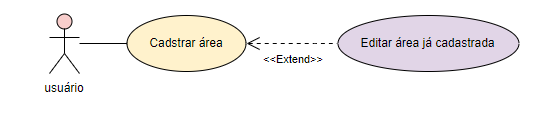 Cadstrar área
Editar área já cadastrada
<<Extend>>
usuário